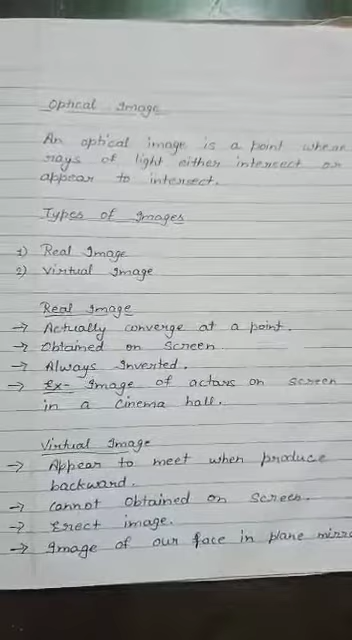 Optical Image
An optical image is a point where
rays of light either intersect or
appear to intersect.
Types of Images
1) Real Image
2) Virtual Image
Real Image
→ Actually converge at a point.
→ Obtained on Screen
→ Always Inverted.
→ Ex- Image of actars on screen
in a cinema hall.
Virtual Image
→ Appear to meet when produce
backward.
→ cannot obtained on screen.
→ Erect image.
→ Image of our face in plane